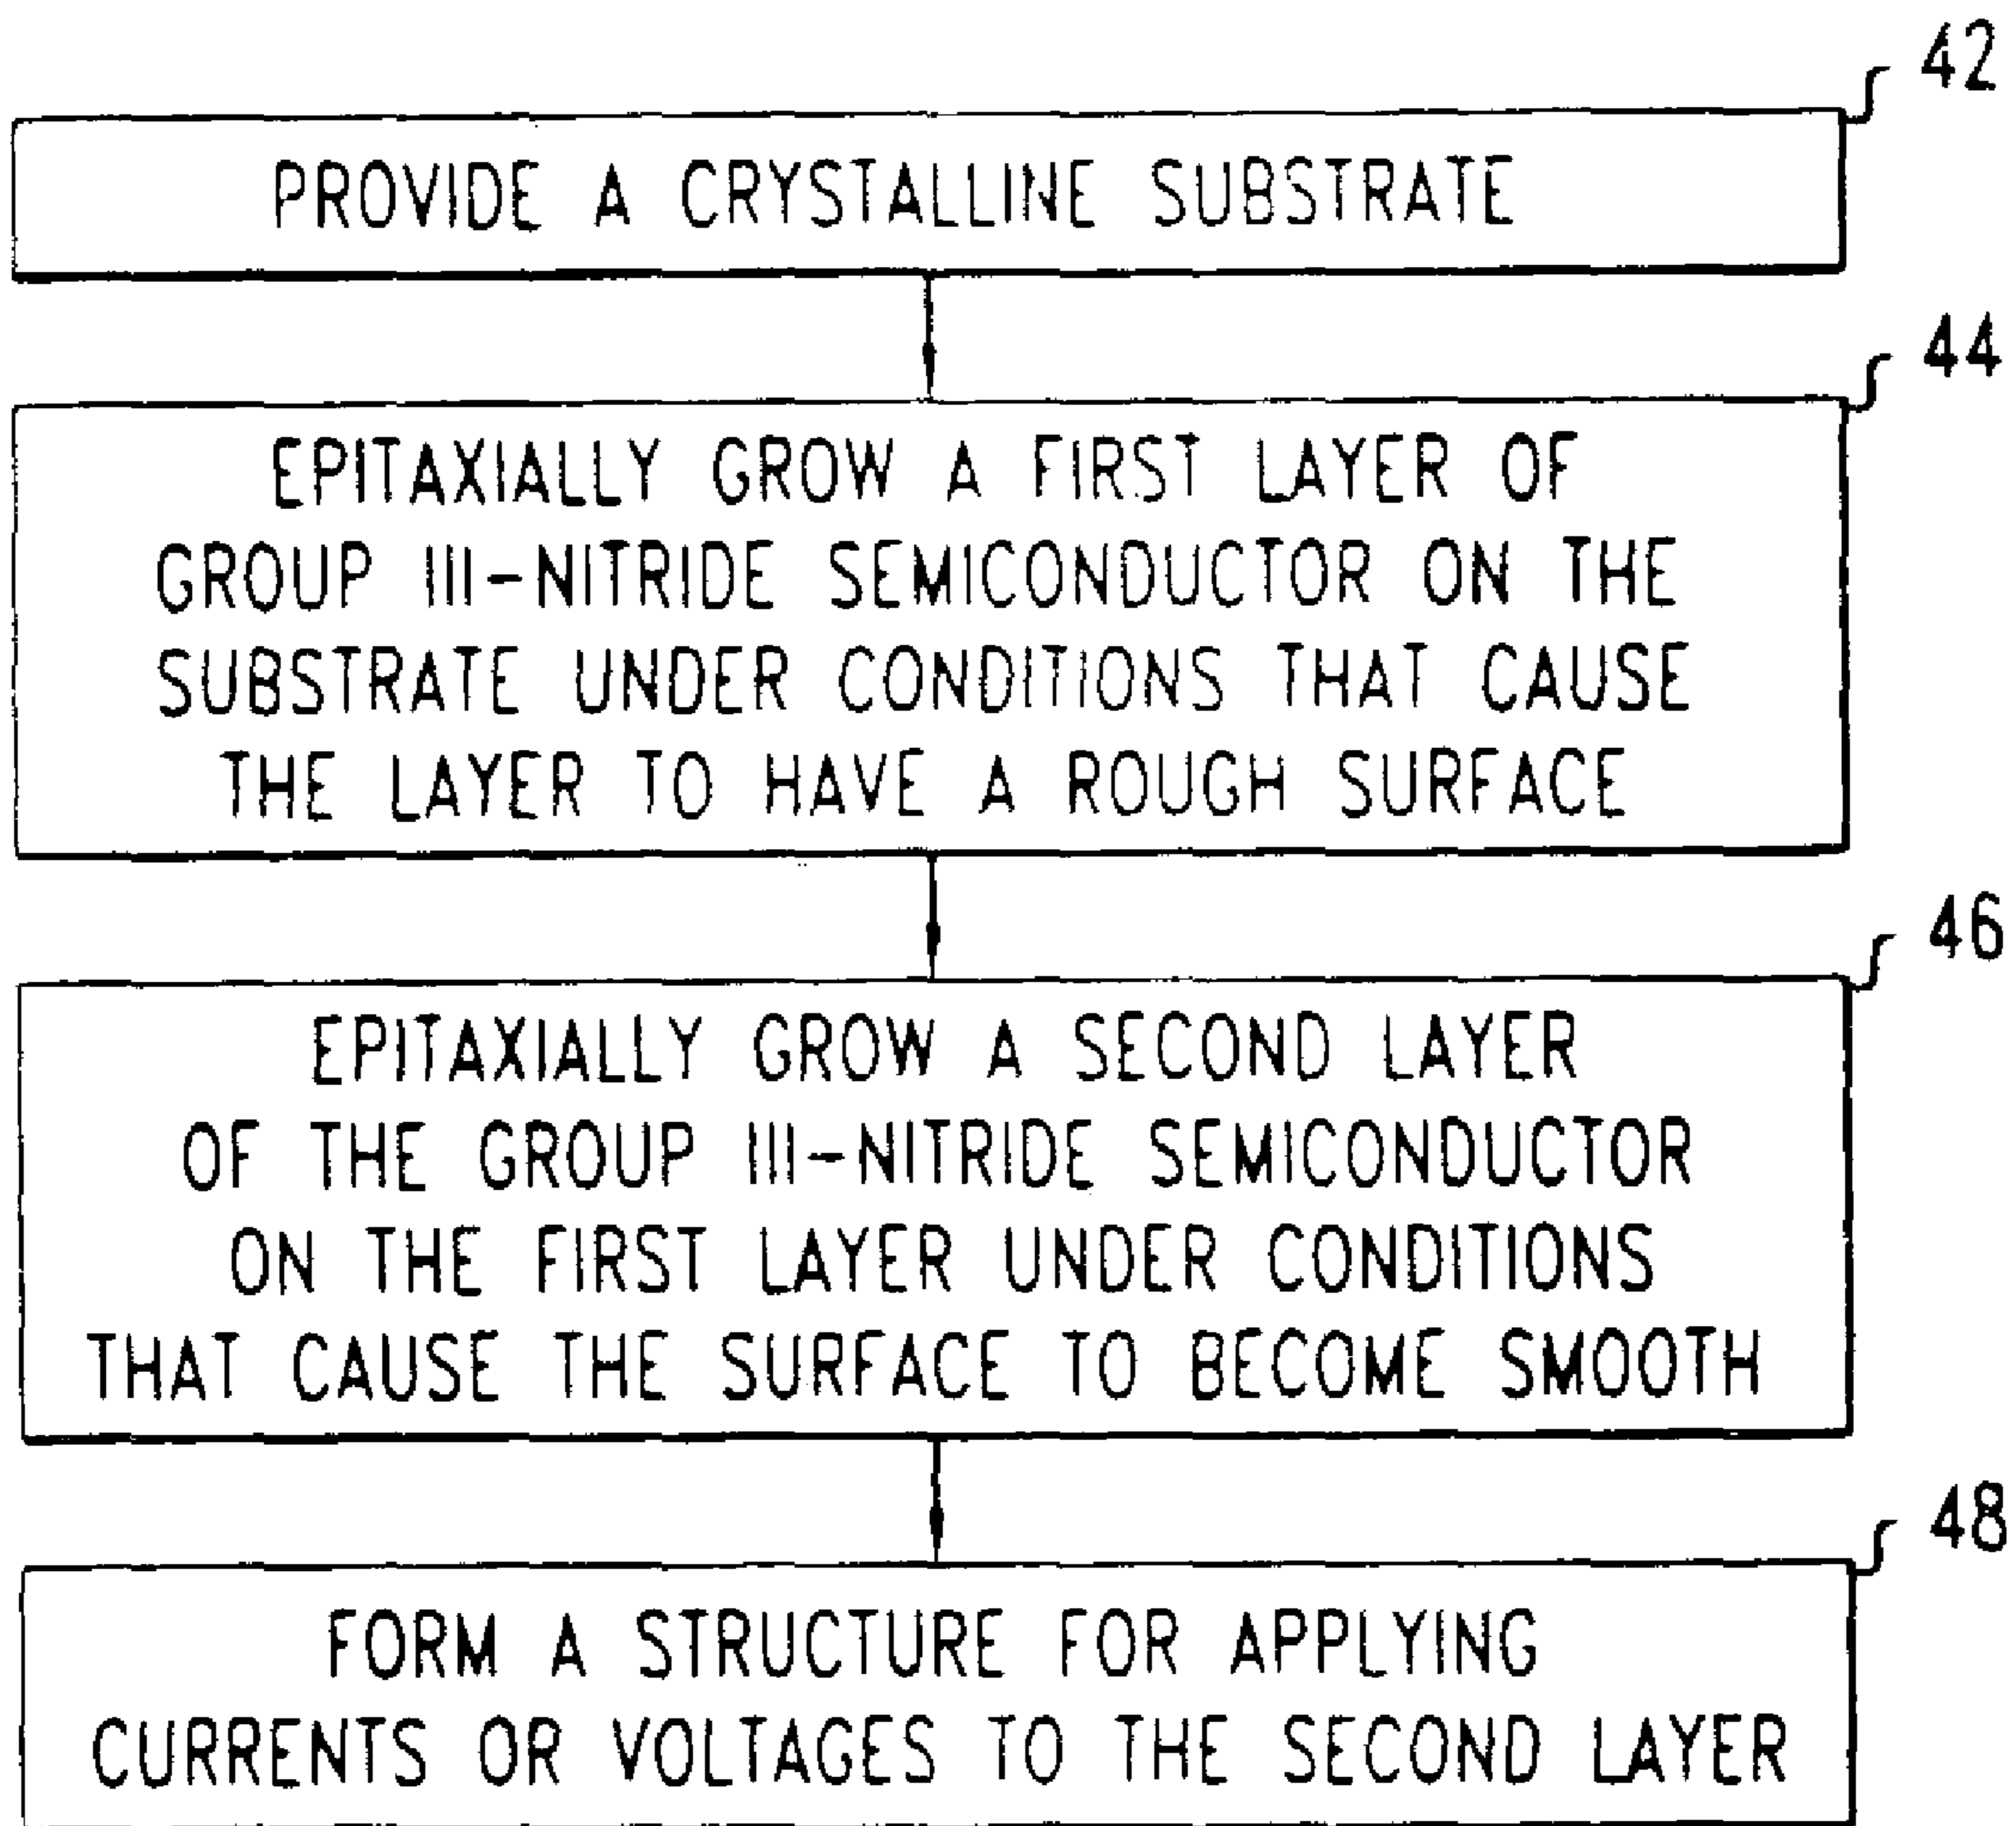 42
PROVIDE A CRYSTALLINE SUBSTRATE
44
EPITAXIALLY GROW A FIRST LAYER OF
GROUP III-NITRIDE SEMICONDUCTOR ON THE
SUBSTRATE UNDER CONDITIONS THAT CAUSE
THE LAYER TO HAVE A ROUGH SURFACE
46
EPITAXIALLY GROW A SECOND LAYER
OF THE GROUP III-NITRIDE SEMICONDUCTOR
ON THE FIRST LAYER UNDER CONDITIONS
THAT CAUSE THE SURFACE TO BECOME SMOOTH
48
FORM A STRUCTURE FOR APPLYING
CURRENTS OR VOLTAGES TO THE SECOND LAYER